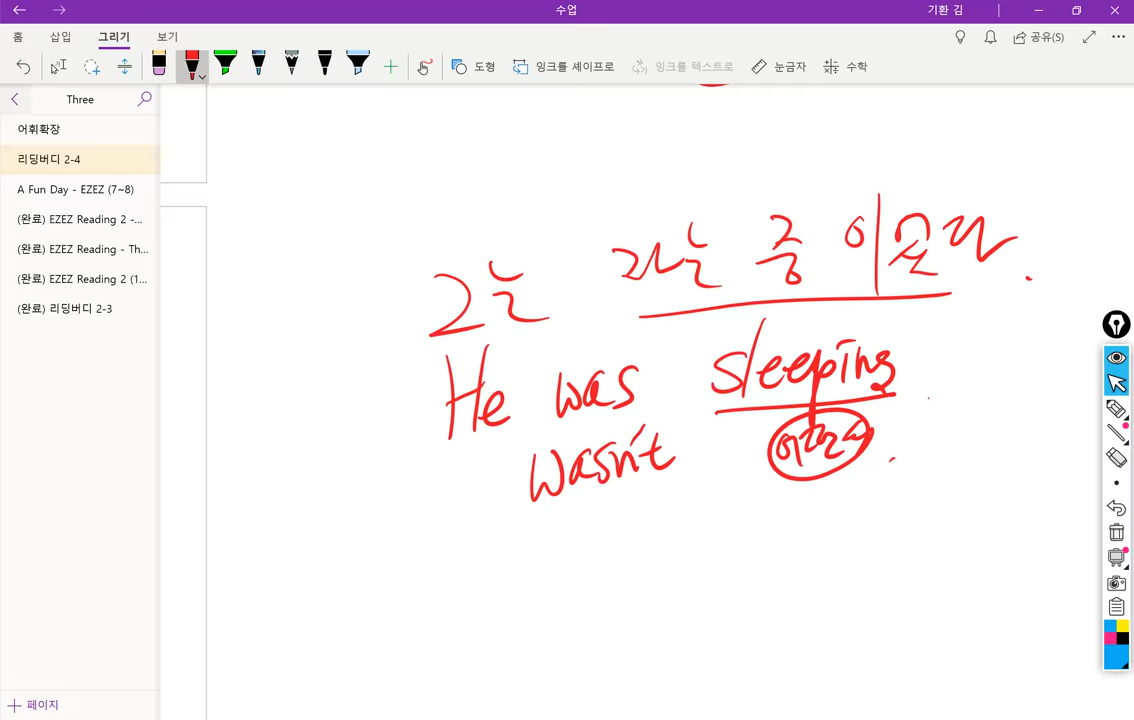 수업
기환 김
홈 삽입 그리기 보기
공유(S)
도형 잉크를 셰이프로 잉크를 텍스트로 눈금자 수학
Three
어휘확장
리딩버디 2-4
A Fun Day - EZEZ (7~8)
(완료) EZEZ Reading 2 -...
(완료) EZEZ Reading - Th...
(완료) EZEZ Reading 2 (1...
(완료) 리딩버디 2-3
그는 자는 중 이었다.
He was sleeping
wasn't .
페이지